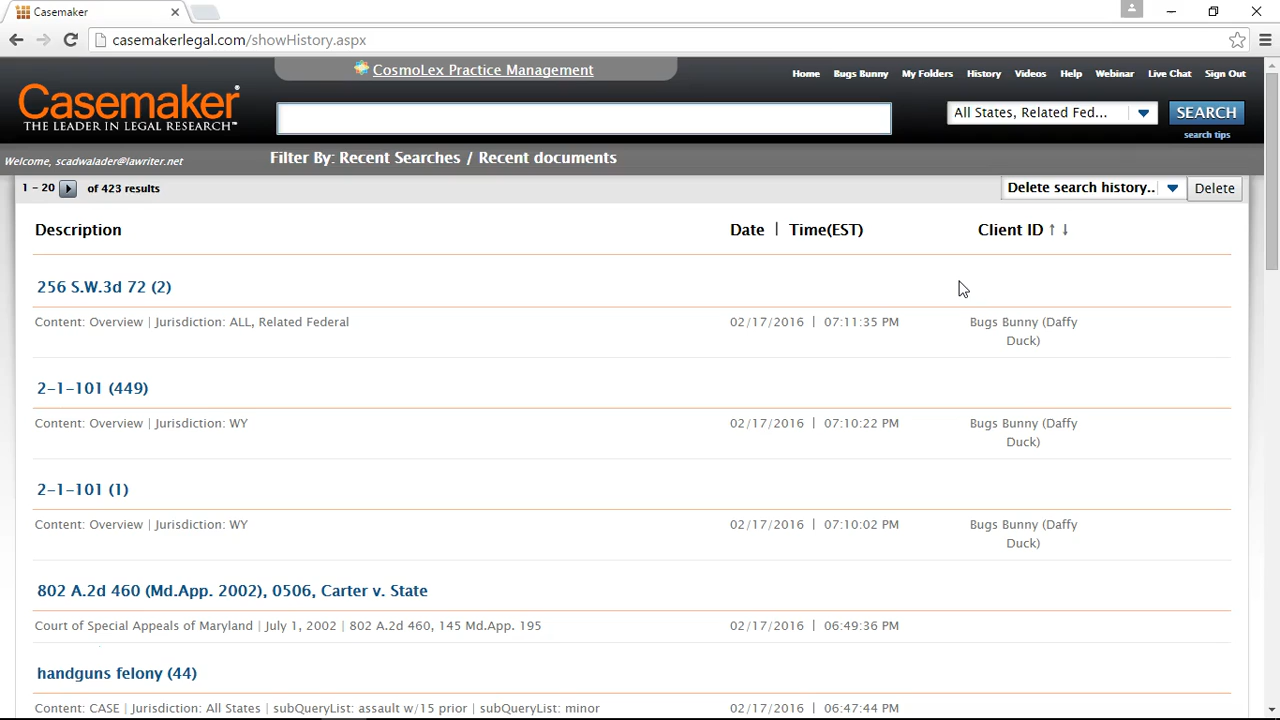 Casemaker
casemakerlegal.com/showHistory.aspx
CosmoLex Practice Management
Home Bugs Bunny My Folders History Videos Help Webinar Live Chat Sign Out
Casemaker
THE LEADER IN LEGAL RESEARCH™
All States, Related Fed... SEARCH
search tips
Welcome, scadwalader@lawriter.net
Filter By: Recent Searches / Recent documents
1 - 20 of 423 results
Delete search history.. Delete
Description Date | Time(EST) Client ID ↑ ↓
256 S.W.3d 72 (2)
Content: Overview | Jurisdiction: ALL, Related Federal 02/17/2016 | 07:11:35 PM Bugs Bunny (Daffy
Duck)
2-1-101 (449)
Content: Overview | Jurisdiction: WY 02/17/2016 | 07:10:22 PM Bugs Bunny (Daffy
Duck)
2-1-101 (1)
Content: Overview | Jurisdiction: WY 02/17/2016 | 07:10:02 PM Bugs Bunny (Daffy
Duck)
802 A.2d 460 (Md.App. 2002), 0506, Carter v. State
Court of Special Appeals of Maryland | July 1, 2002 | 802 A.2d 460, 145 Md.App. 195 02/17/2016 | 06:49:36 PM
handguns felony (44)
Content: CASE | Jurisdiction: All States | subQueryList: assault w/15 prior | subQueryList: minor 02/17/2016 | 06:47:44 PM